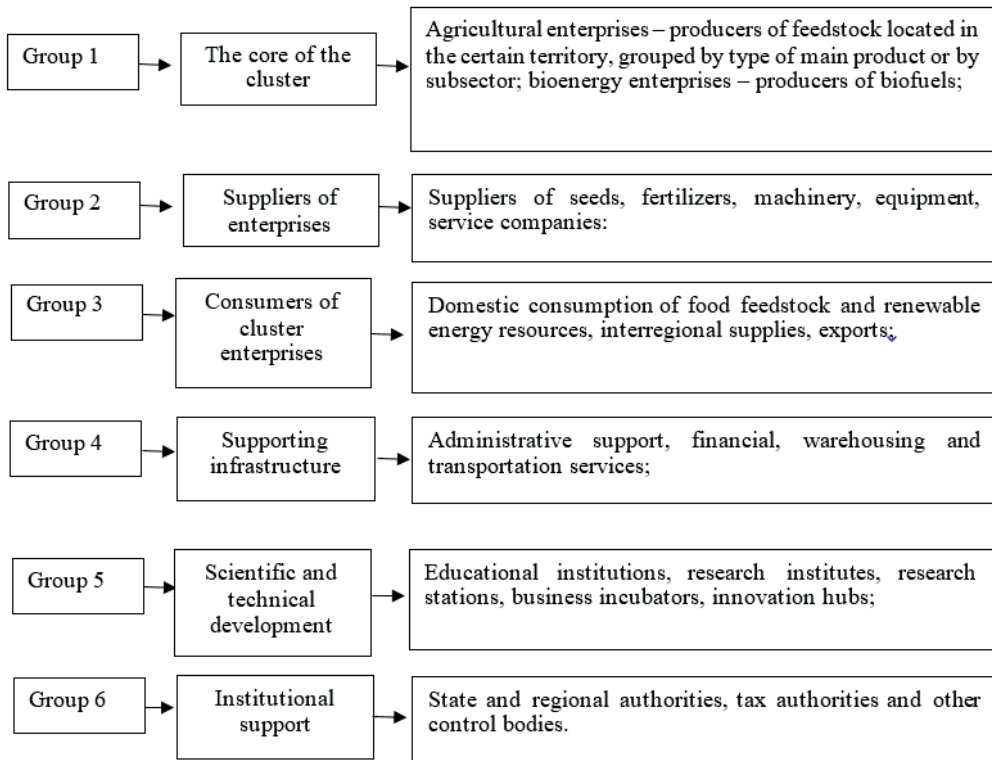 Group 1
The core of the
cluster
Agricultural enterprises – producers of feedstock located in
the certain territory, grouped by type of main product or by
subsector; bioenergy enterprises – producers of biofuels;
Group 2
Suppliers of
enterprises
Suppliers of seeds, fertilizers, machinery, equipment,
service companies:
Group 3
Consumers of
cluster
enterprises
Domestic consumption of food feedstock and renewable
energy resources, interregional supplies, exports;
Group 4
Supporting
infrastructure
Administrative support, financial, warehousing and
transportation services;
Group 5
Scientific and
technical
development
Educational institutions, research institutes, research
stations, business incubators, innovation hubs;
Group 6
Institutional
support
State and regional authorities, tax authorities and other
control bodies.